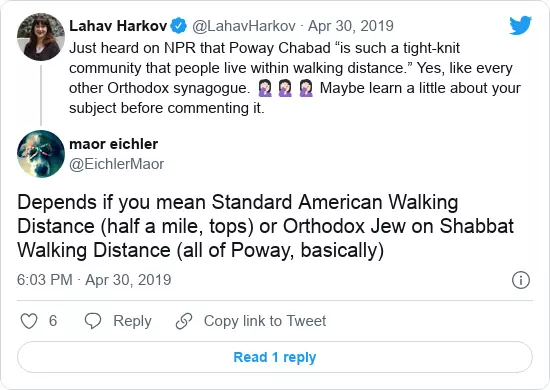 Lahav Harkov @LahavHarkov · Apr 30, 2019
Just heard on NPR that Poway Chabad “is such a tight-knit
community that people live within walking distance.” Yes, like every
other Orthodox synagogue. 🤦🏻‍♀️ 🤦🏻‍♀️ 🤦🏻‍♀️ Maybe learn a little about your
subject before commenting it.
maor eichler
@EichlerMaor
Depends if you mean Standard American Walking
Distance (half a mile, tops) or Orthodox Jew on Shabbat
Walking Distance (all of Poway, basically)
6:03 PM · Apr 30, 2019
6 Reply Copy link to Tweet
Read 1 reply